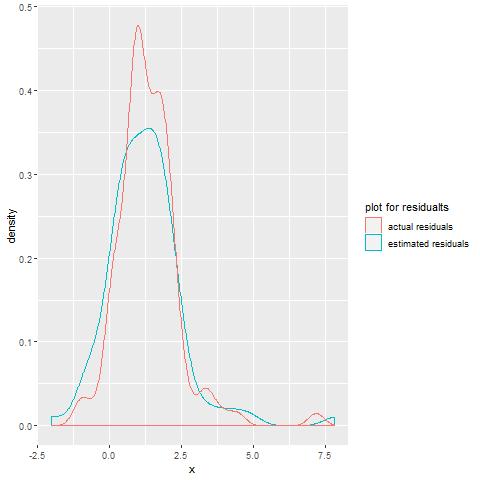 0.5
0.4
0.3
0.2
0.1
0.0
density
-2.5
0.0
2.5
5.0
7.5
x
plot for residualts
actual residuals
estimated residuals